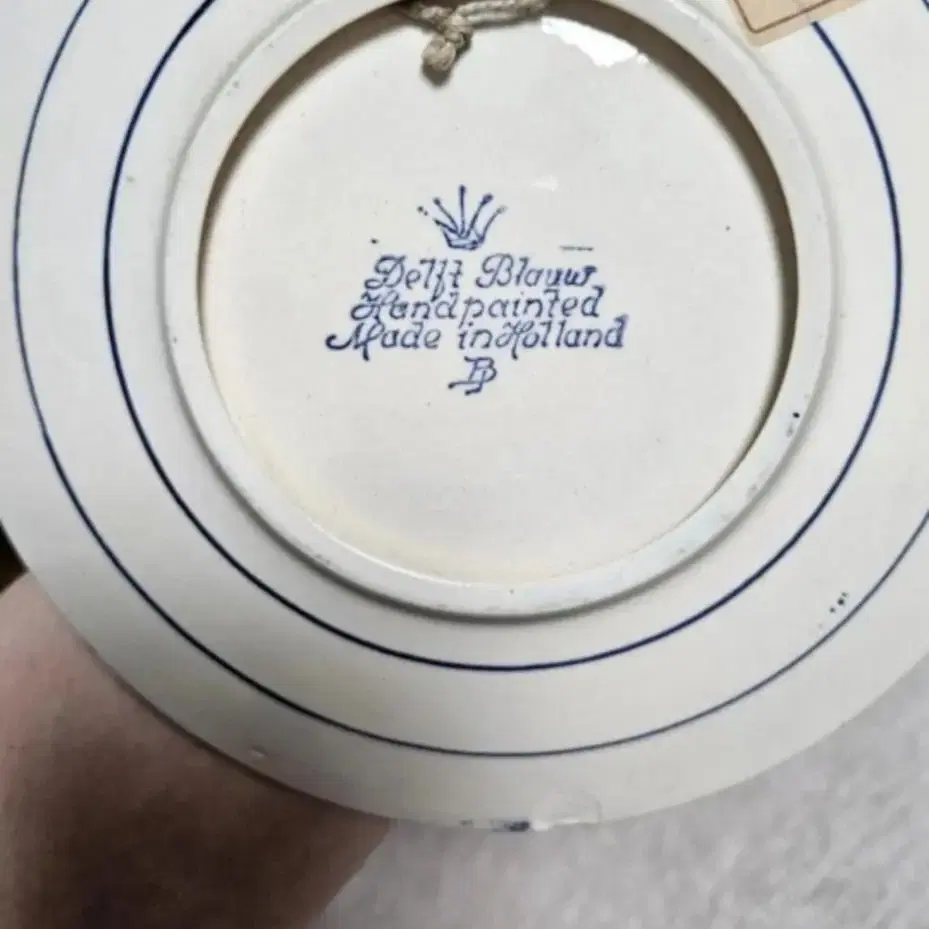 Delft Blauw
Handpainted
Made in Holland